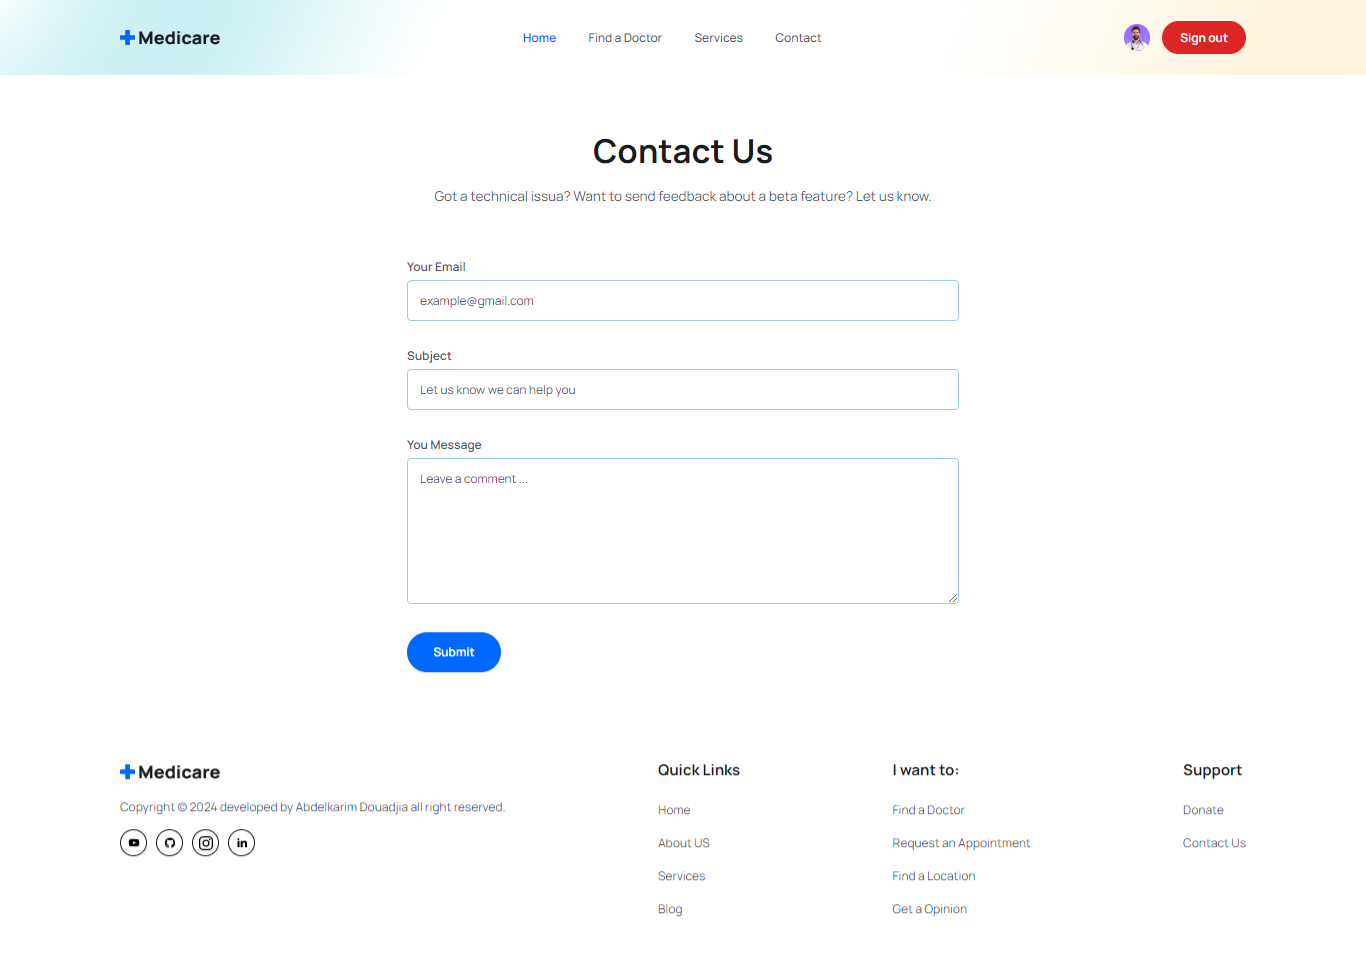 Medicare
Home Find a Doctor Services Contact
Sign out
Contact Us
Got a technical issua? Want to send feedback about a beta feature? Let us know.
Your Email
example@gmail.com
Subject
Let us know we can help you
You Message
Leave a comment ...
Submit
Medicare
Copyright © 2024 developed by Abdelkarim Douadjia all right reserved.
in
Quick Links
Home
About US
Services
Blog
I want to:
Find a Doctor
Request an Appointment
Find a Location
Get a Opinion
Support
Donate
Contact Us